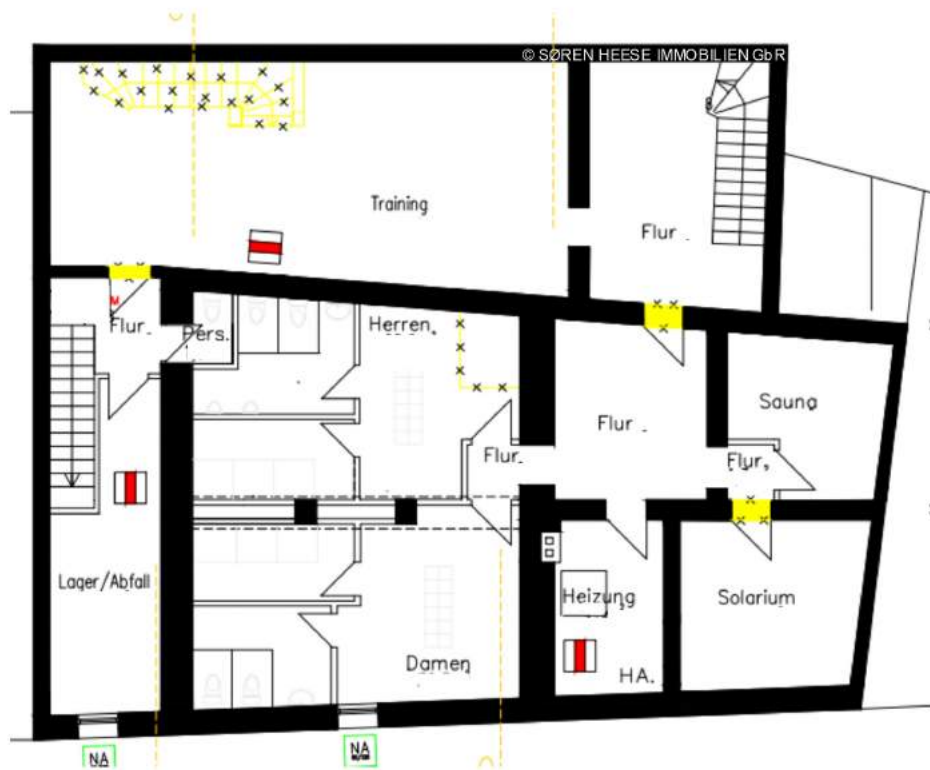 © SØREN HEESE IMMOBILIEN GbR
Training
Flur
M
Flur
Pers.
Herren
Flur
Sauna
Flur
Flur
Lager/Abfall
Heizung
Solarium
Damen
HA.
NA
NA